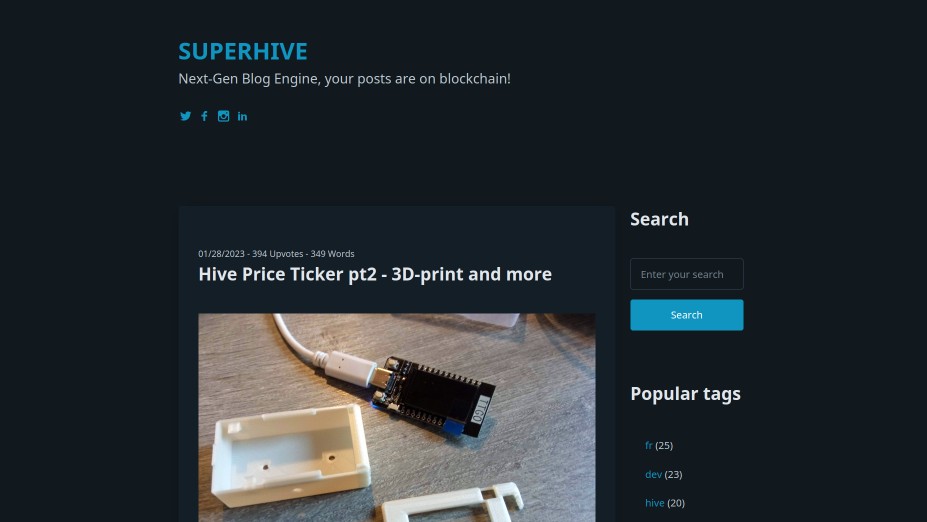 SUPERHIVE
Next-Gen Blog Engine, your posts are on blockchain!
01/28/2023 - 394 Upvotes - 349 Words
Hive Price Ticker pt2 - 3D-print and more
TTGO
Search
Enter your search
Search
Popular tags
fr (25)
dev (23)
hive (20)